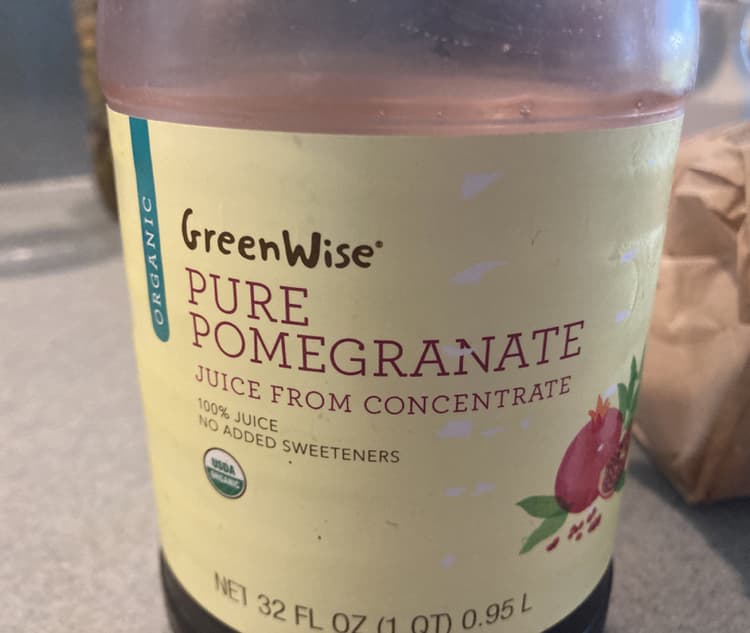 ORGANIC
GreenWise®
PURE
POMEGRANATE
JUICE FROM CONCENTRATE
100% JUICE
NO ADDED SWEETENERS
USDA
ORGANIC
NET 32 FL OZ (1 QT) 0.95 L